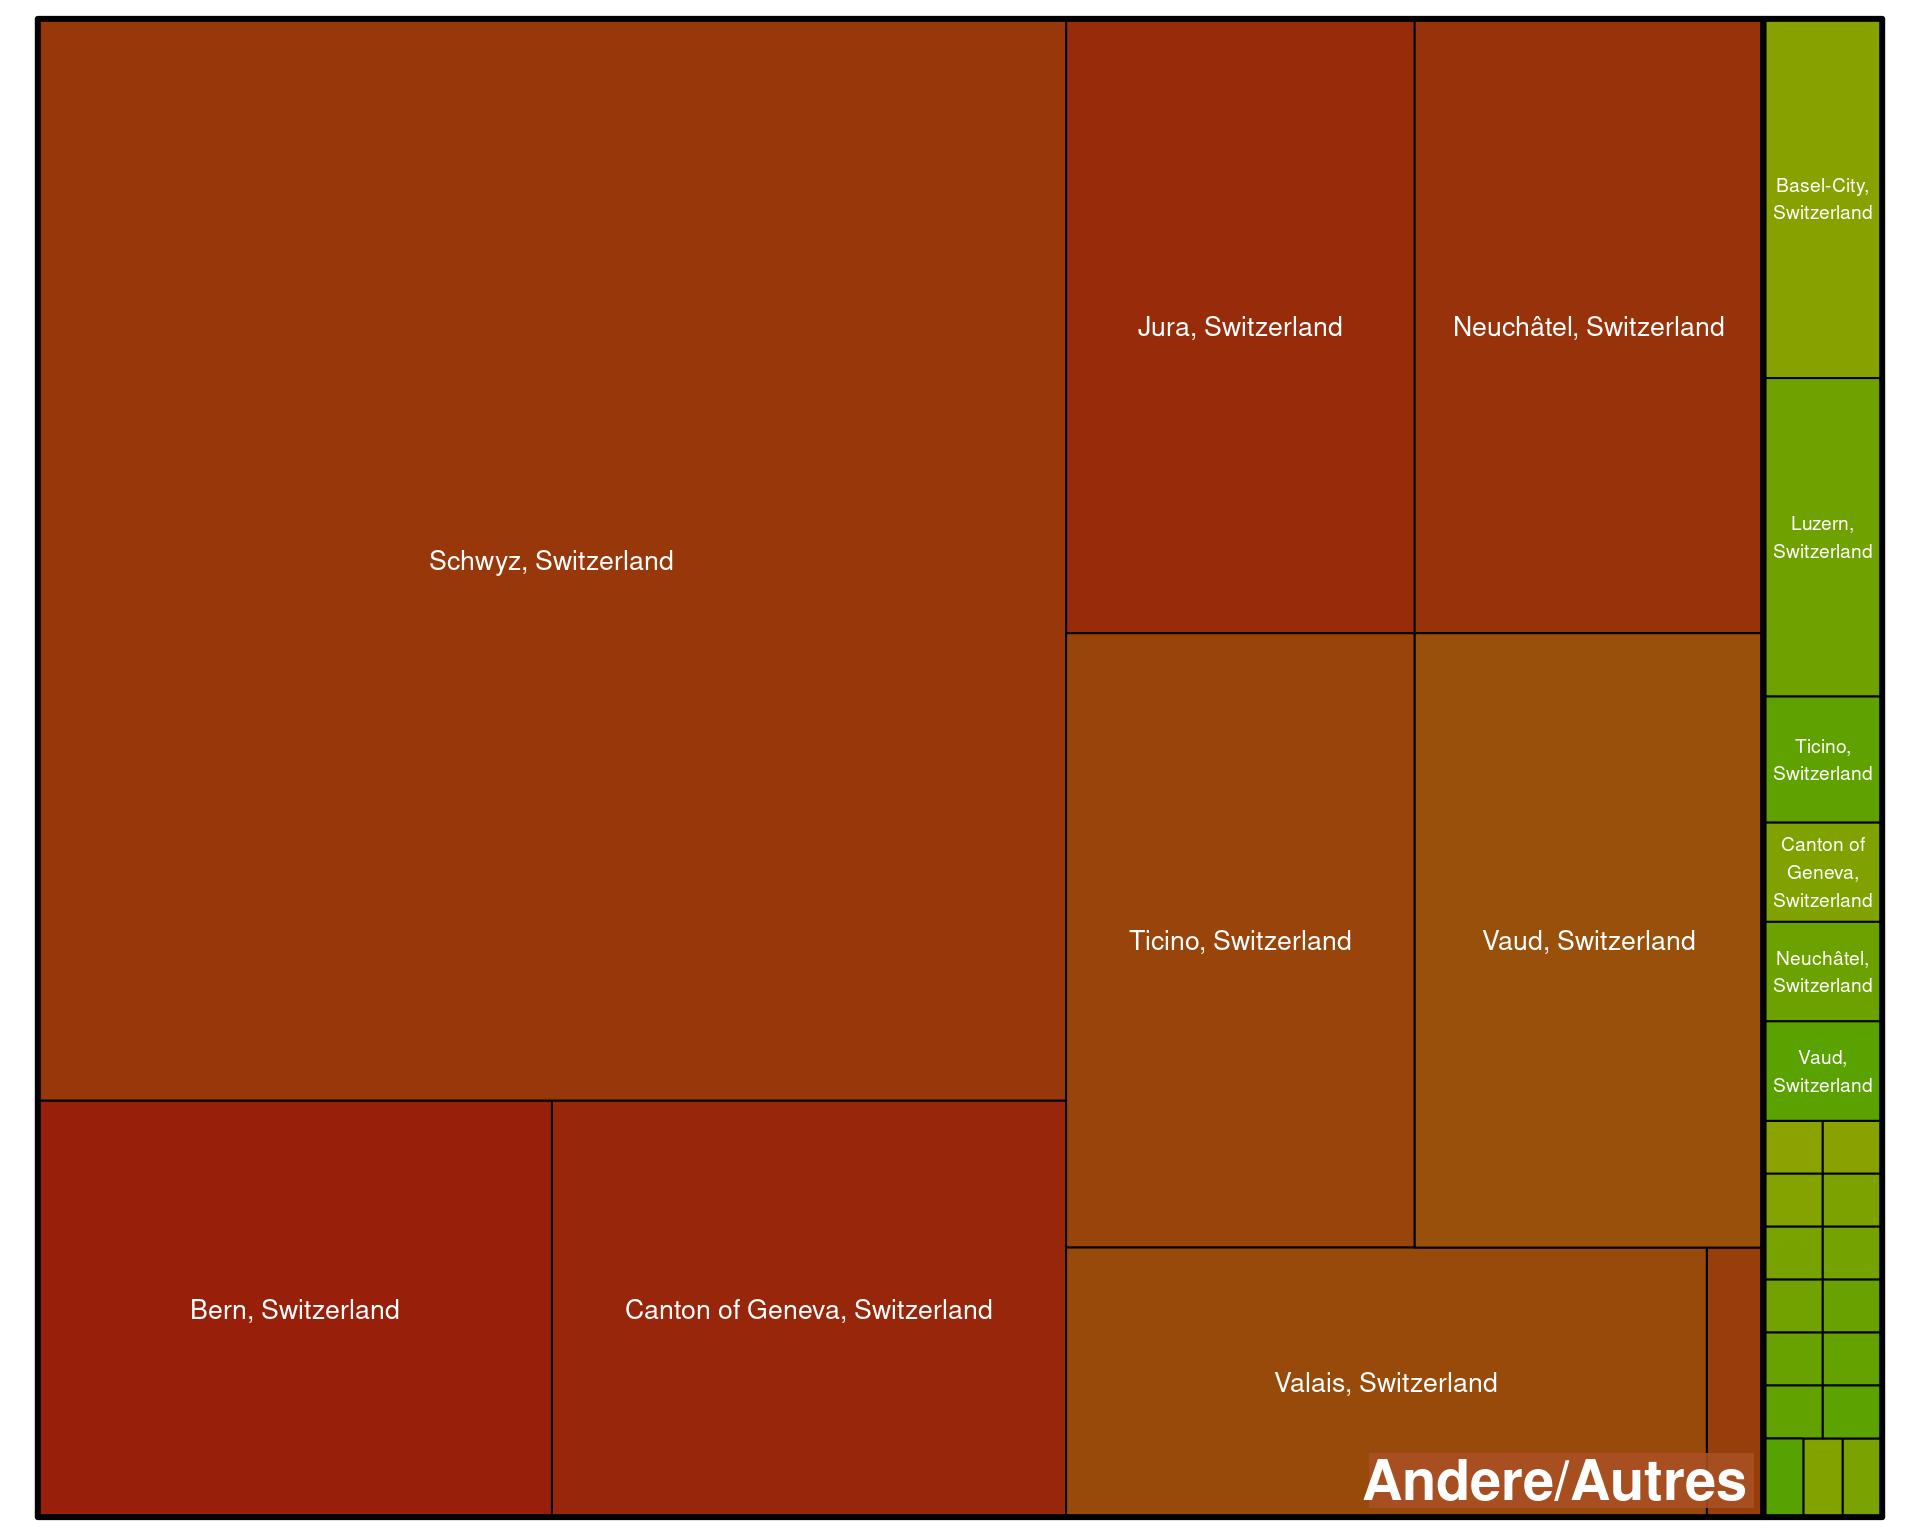 Schwyz, Switzerland
Bern, Switzerland
Canton of Geneva, Switzerland
Jura, Switzerland
Neuchâtel, Switzerland
Ticino, Switzerland
Vaud, Switzerland
Valais, Switzerland
Andere/Autres
Basel-City,
Switzerland
Luzern,
Switzerland
Ticino,
Switzerland
Canton of
Geneva,
Switzerland
Neuchâtel,
Switzerland
Vaud,
Switzerland